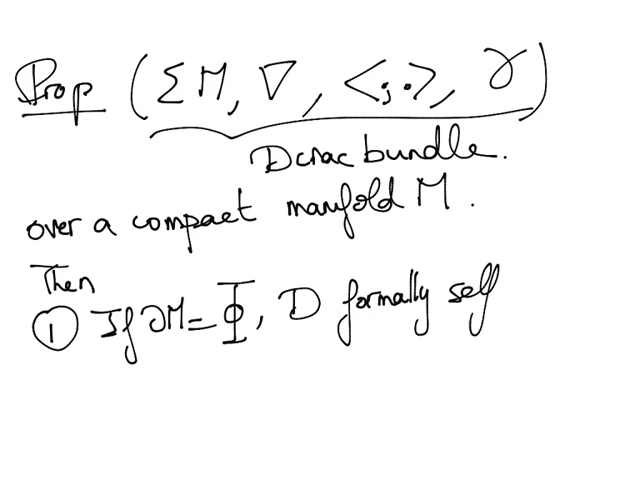 Prop (ΣM, ∇, <;.>, γ)
Dirac bundle.
over a compact manifold M.
Then
① If ∂M = Φ, D formally self